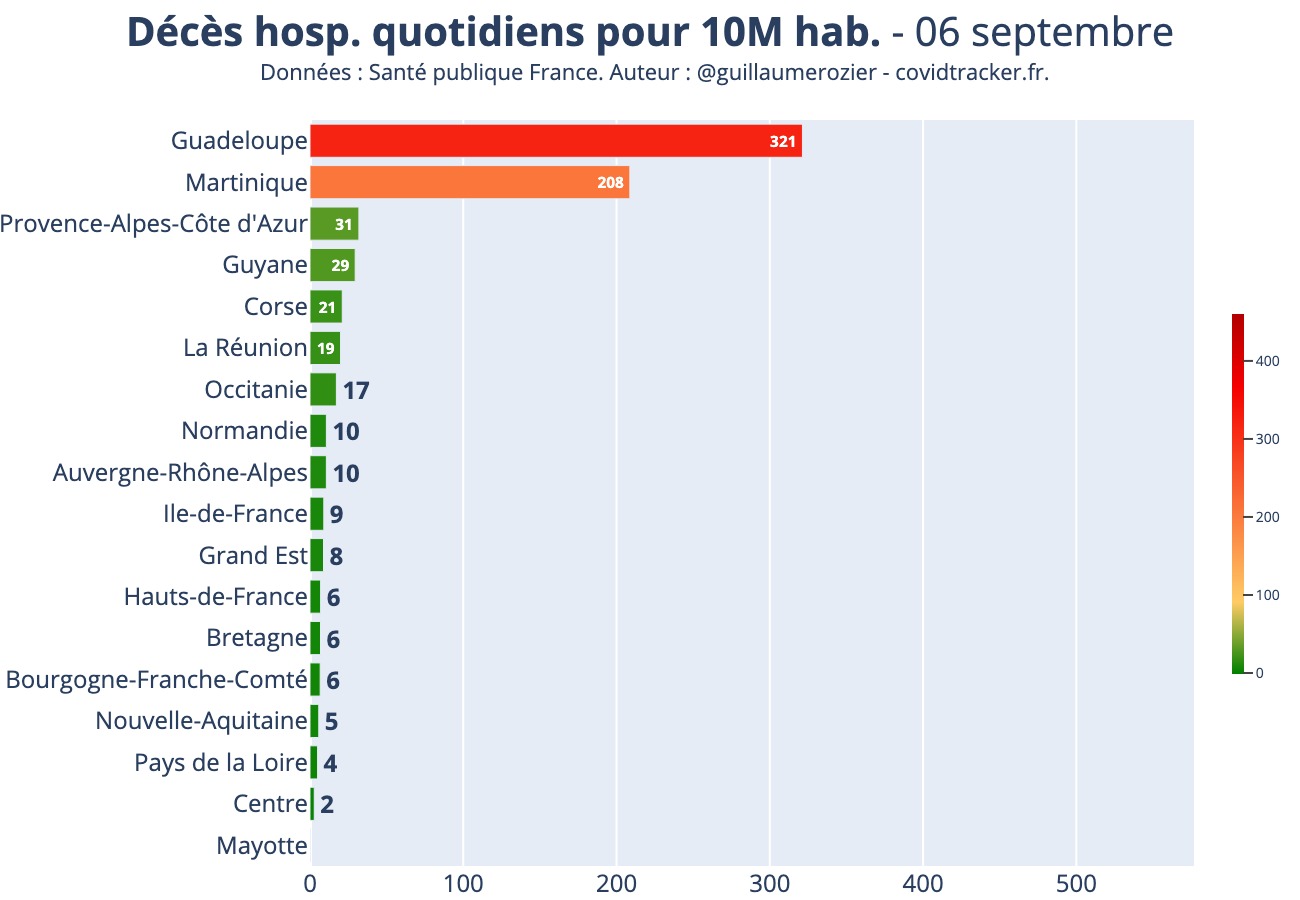 Décès hosp. quotidiens pour 10M hab. - 06 septembre
Données : Santé publique France. Auteur : @guillaumerozier - covidtracker.fr.
Guadeloupe 321
Martinique 208
Provence-Alpes-Côte d'Azur 31
Guyane 29
Corse 21
La Réunion 19
Occitanie 17
Normandie 10
Auvergne-Rhône-Alpes 10
Ile-de-France 9
Grand Est 8
Hauts-de-France 6
Bretagne 6
Bourgogne-Franche-Comté 6
Nouvelle-Aquitaine 5
Pays de la Loire 4
Centre 2
Mayotte
0 100 200 300 400 500
400
300
200
100
0